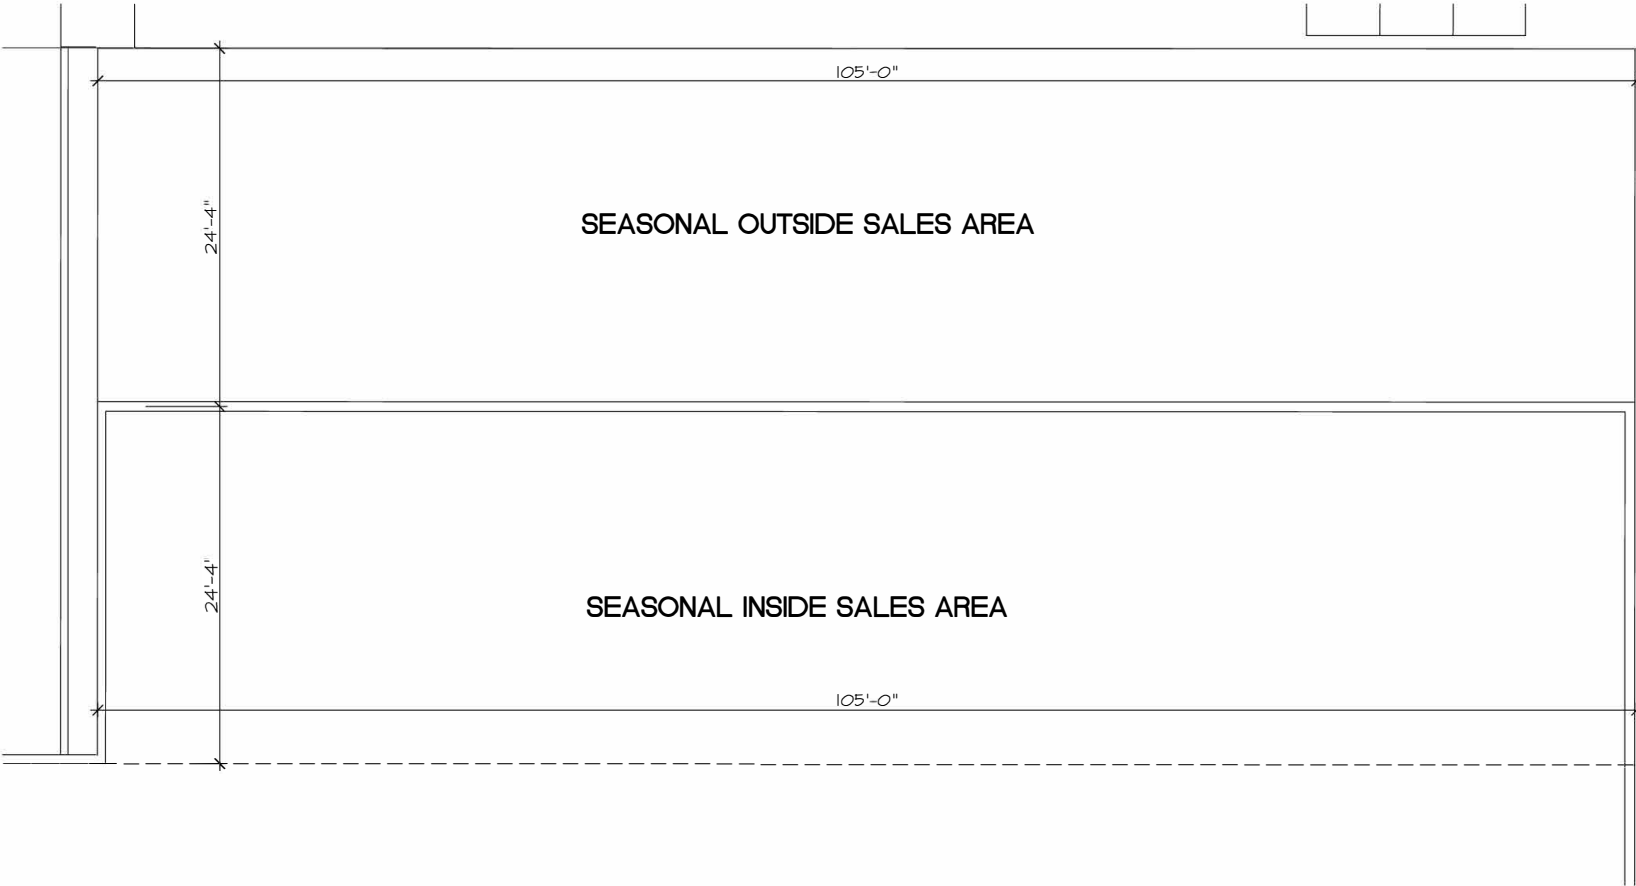 105'-0"
24'-4"
SEASONAL OUTSIDE SALES AREA
24'-4'
SEASONAL INSIDE SALES AREA
105'-0"